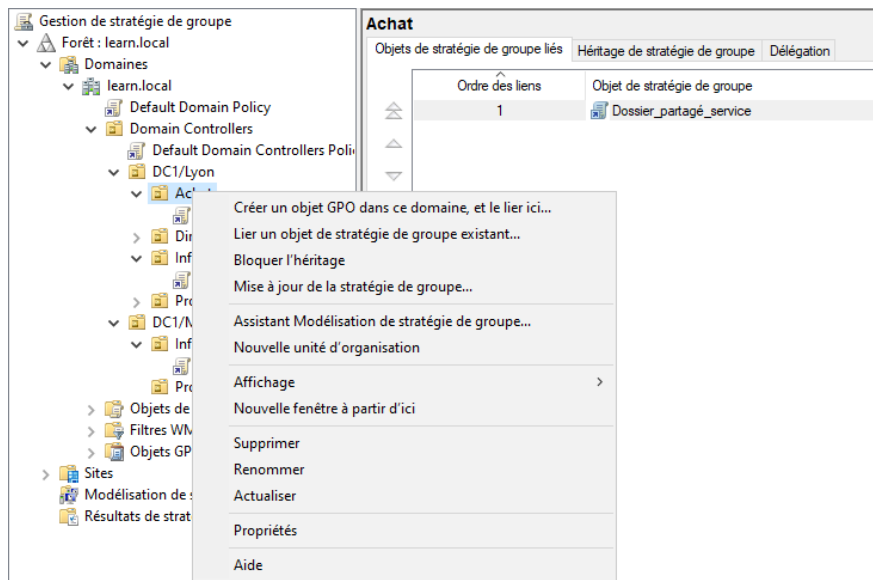 Gestion de stratégie de groupe
Forêt : learn.local
Domaines
learn.local
Default Domain Policy
Domain Controllers
Default Domain Controllers Poli
DC1/Lyon
Ac
Dir
Inf
Pro
DC1/
Inf
Pro
Objets de
Filtres WM
Objets GP
Sites
Modélisation de s
Résultats de strat
Achat
Objets de stratégie de groupe liés
Héritage de stratégie de groupe
Délégation
Ordre des liens
Objet de stratégie de groupe
1
Dossier_partagé_service
Créer un objet GPO dans ce domaine, et le lier ici...
Lier un objet de stratégie de groupe existant...
Bloquer l'héritage
Mise à jour de la stratégie de groupe...
Assistant Modélisation de stratégie de groupe...
Nouvelle unité d'organisation
Affichage
Nouvelle fenêtre à partir d'ici
Supprimer
Renommer
Actualiser
Propriétés
Aide